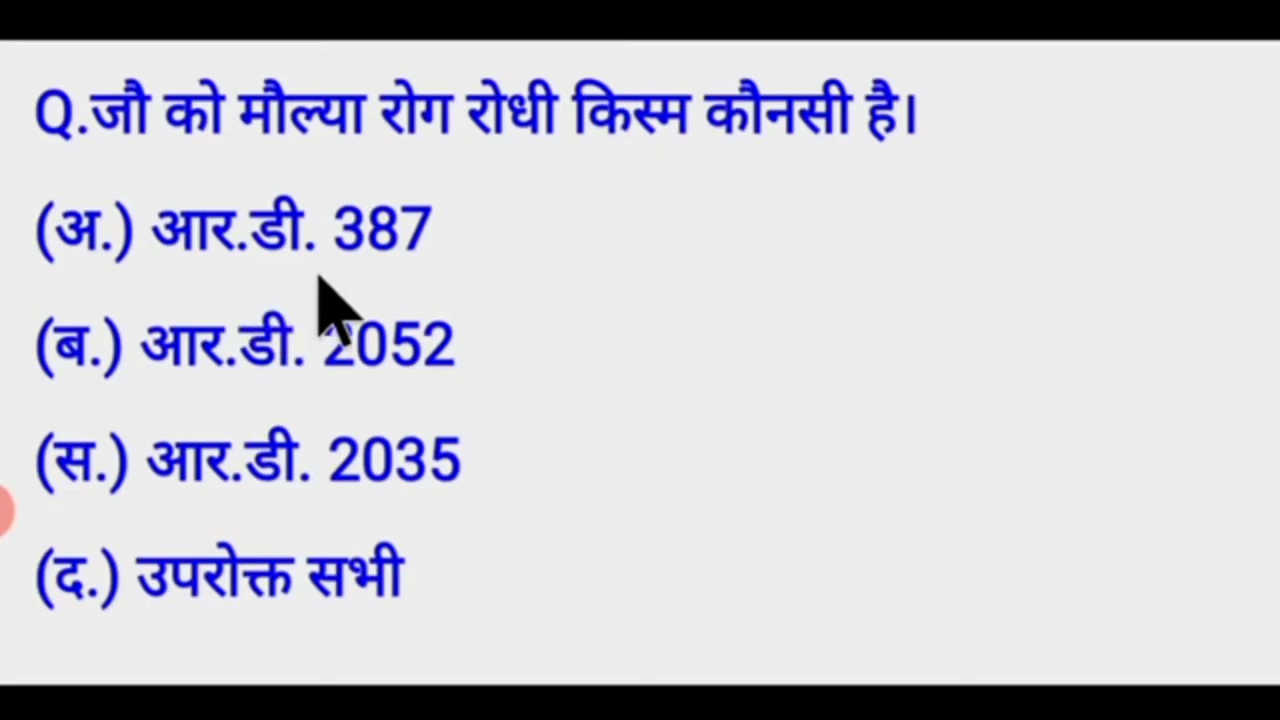 Q.जौ को मौल्या रोग रोधी किस्म कौनसी है।
(अ.) आर.डी. 387
(ब.) आर.डी. 2052
(स.) आर.डी. 2035
(द.) उपरोक्त सभी